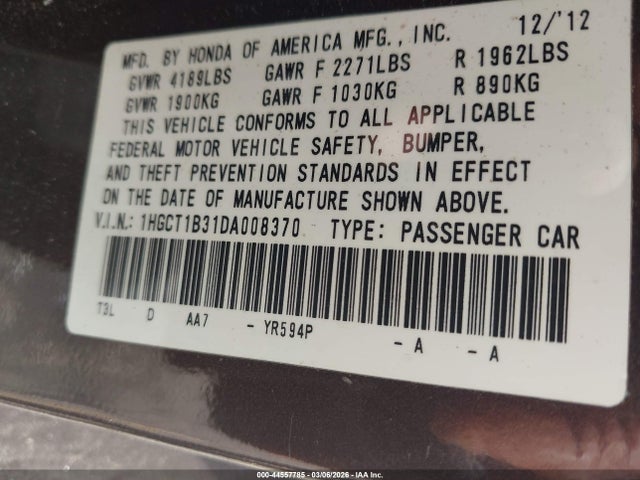 MFD. BY HONDA OF AMERICA MFG., INC. 12/'12
GVWR 4189LBS GAWR F 2271LBS R 1962LBS
GVWR 1900KG GAWR F 1030KG R 890KG
THIS VEHICLE CONFORMS TO ALL APPLICABLE
FEDERAL MOTOR VEHICLE SAFETY, BUMPER,
AND THEFT PREVENTION STANDARDS IN EFFECT
ON THE DATE OF MANUFACTURE SHOWN ABOVE.
V.I.N.: 1HGCT1B31DA008370 TYPE: PASSENGER CAR
T3L D AA7 - YR594P - A - A
000-44557785 - 03/06/2026 - IAA Inc.